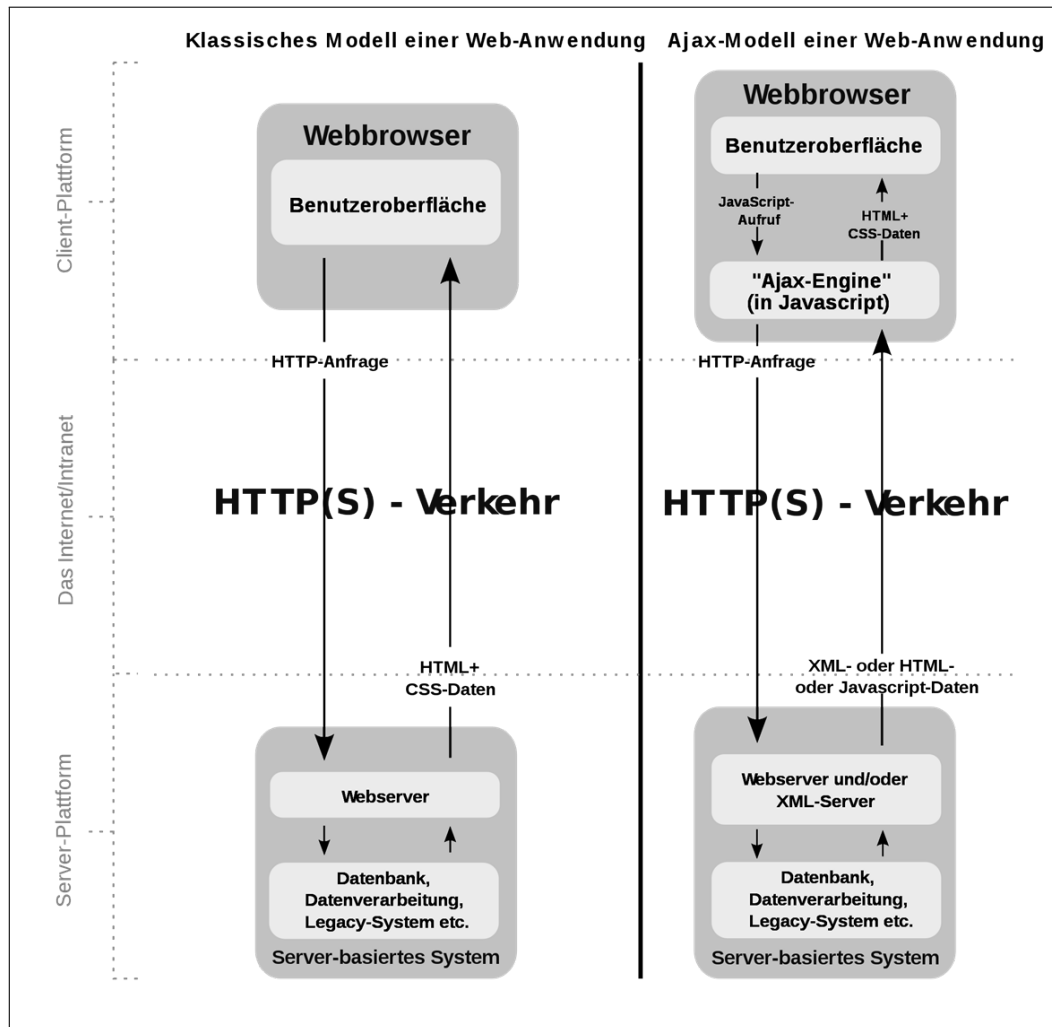 Klassisches Modell einer Web-Anwendung
Webbrowser
Benutzeroberfläche
HTTP-Anfrage
HTTP(S) - Verkehr
HTML+
CSS-Daten
Webserver
Datenbank,
Datenverarbeitung,
Legacy-System etc.
Server-basiertes System
Ajax-Modell einer Web-Anwendung
Webbrowser
Benutzeroberfläche
JavaScript-
Aufruf
HTML+
CSS-Daten
"Ajax-Engine"
(in Javascript)
HTTP-Anfrage
HTTP(S) - Verkehr
XML- oder HTML-
oder Javascript-Daten
Webserver und/oder
XML-Server
Datenbank,
Datenverarbeitung,
Legacy-System etc.
Server-basiertes System
Client-Plattform
Das Internet/Intranet
Server-Plattform